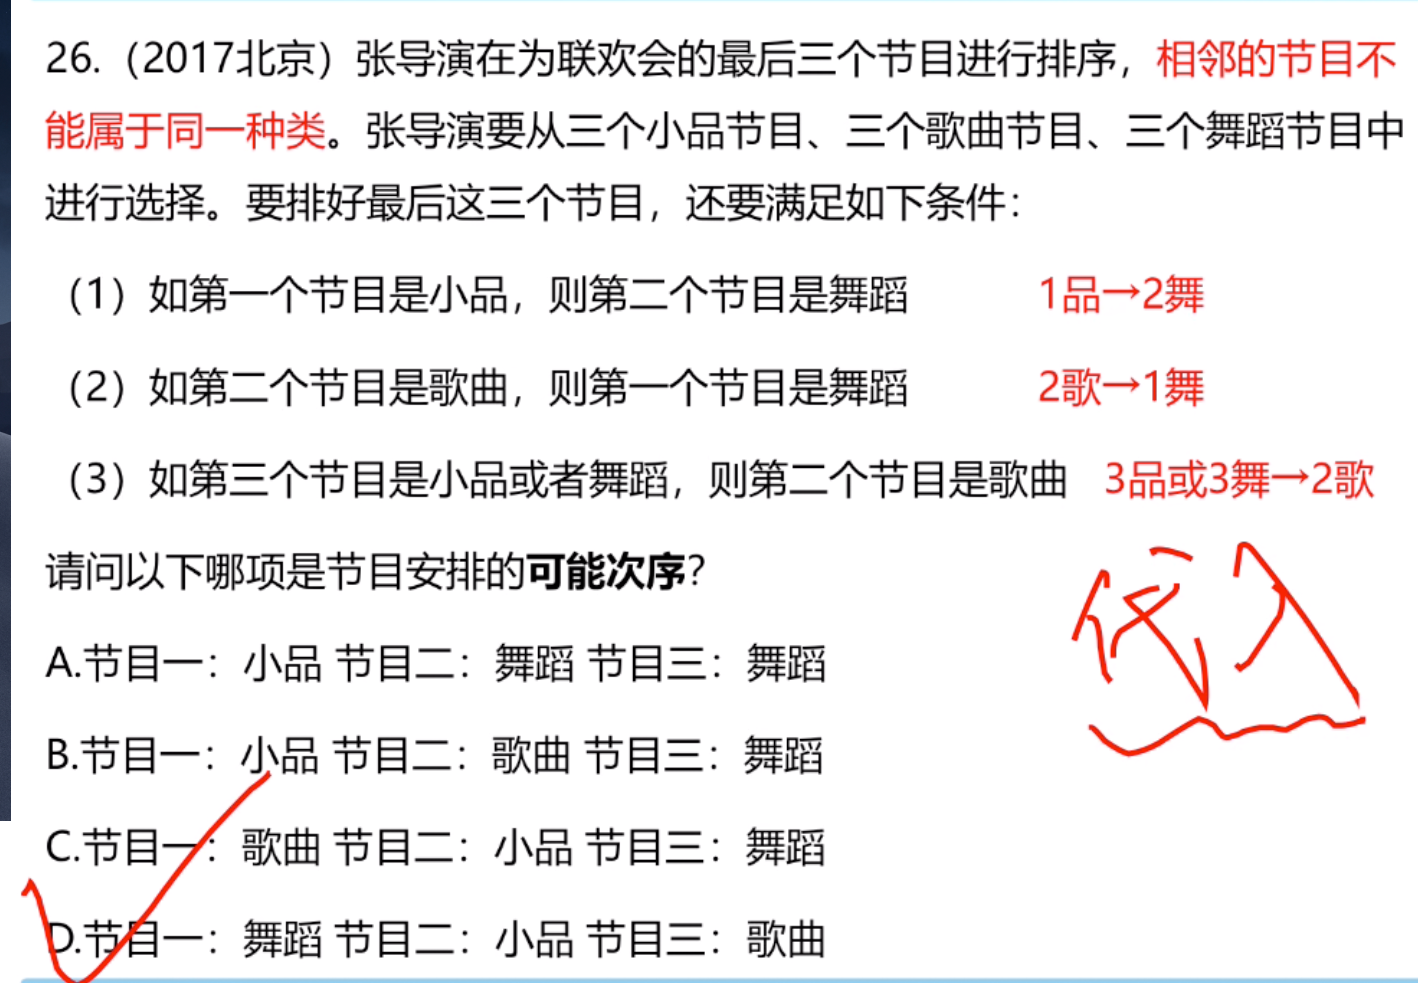 26.（2017北京）张导演在为联欢会的最后三个节目进行排序，相邻的节目不
能属于同一种类。张导演要从三个小品节目、三个歌曲节目、三个舞蹈节目中
进行选择。要排好最后这三个节目，还要满足如下条件：
（1）如第一个节目是小品，则第二个节目是舞蹈 1品→2舞
（2）如第二个节目是歌曲，则第一个节目是舞蹈 2歌→1舞
（3）如第三个节目是小品或者舞蹈，则第二个节目是歌曲 3品或3舞→2歌
请问以下哪项是节目安排的可能次序？
代入
A.节目一：小品 节目二：舞蹈 节目三：舞蹈
B.节目一：小品 节目二：歌曲 节目三：舞蹈
C.节目一：歌曲 节目二：小品 节目三：舞蹈
D.节目一：舞蹈 节目二：小品 节目三：歌曲